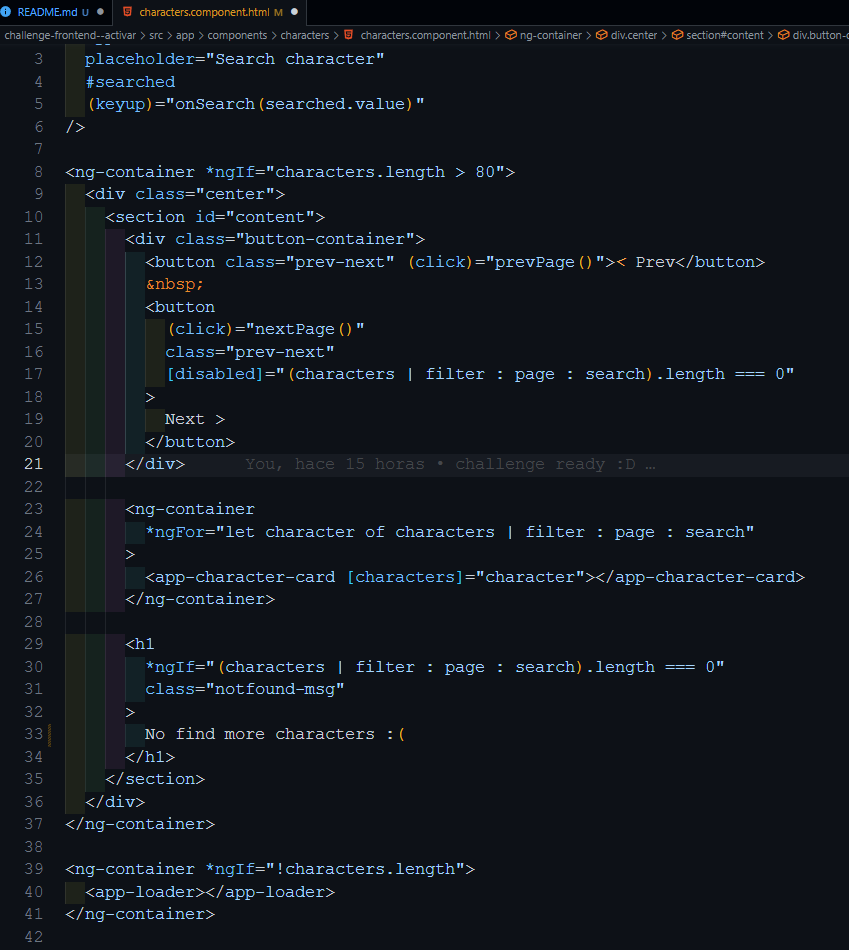 README.md U
characters.component.html M
challenge-frontend--activar > src > app > components > characters > characters.component.html > ng-container > div.center > section#content > div.button-c
3 placeholder="Search character"
4 #searched
5 (keyup)="onSearch(searched.value)"
6 />
7
8 <ng-container *ngIf="characters.length > 80">
9 <div class="center">
10 <section id="content">
11 <div class="button-container">
12 <button class="prev-next" (click)="prevPage()">< Prev</button>
13 &nbsp;
14 <button
15 (click)="nextPage()"
16 class="prev-next"
17 [disabled]="(characters | filter : page : search).length === 0"
18 >
19 Next >
20 </button>
21 </div> You, hace 15 horas • challenge ready :D …
22
23 <ng-container
24 *ngFor="let character of characters | filter : page : search"
25 >
26 <app-character-card [characters]="character"></app-character-card>
27 </ng-container>
28
29 <h1
30 *ngIf="(characters | filter : page : search).length === 0"
31 class="notfound-msg"
32 >
33 No find more characters :(
34 </h1>
35 </section>
36 </div>
37 </ng-container>
38
39 <ng-container *ngIf="!characters.length">
40 <app-loader></app-loader>
41 </ng-container>
42